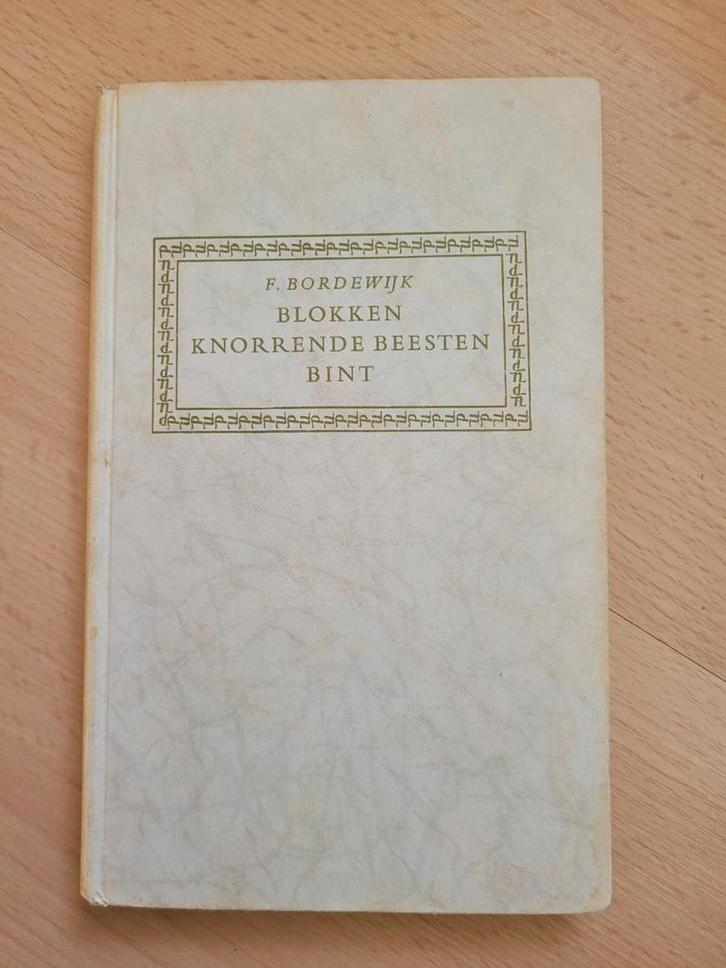 F. BORDEWIJK
BLOKKEN
KNORRENDE BEESTEN
BINT